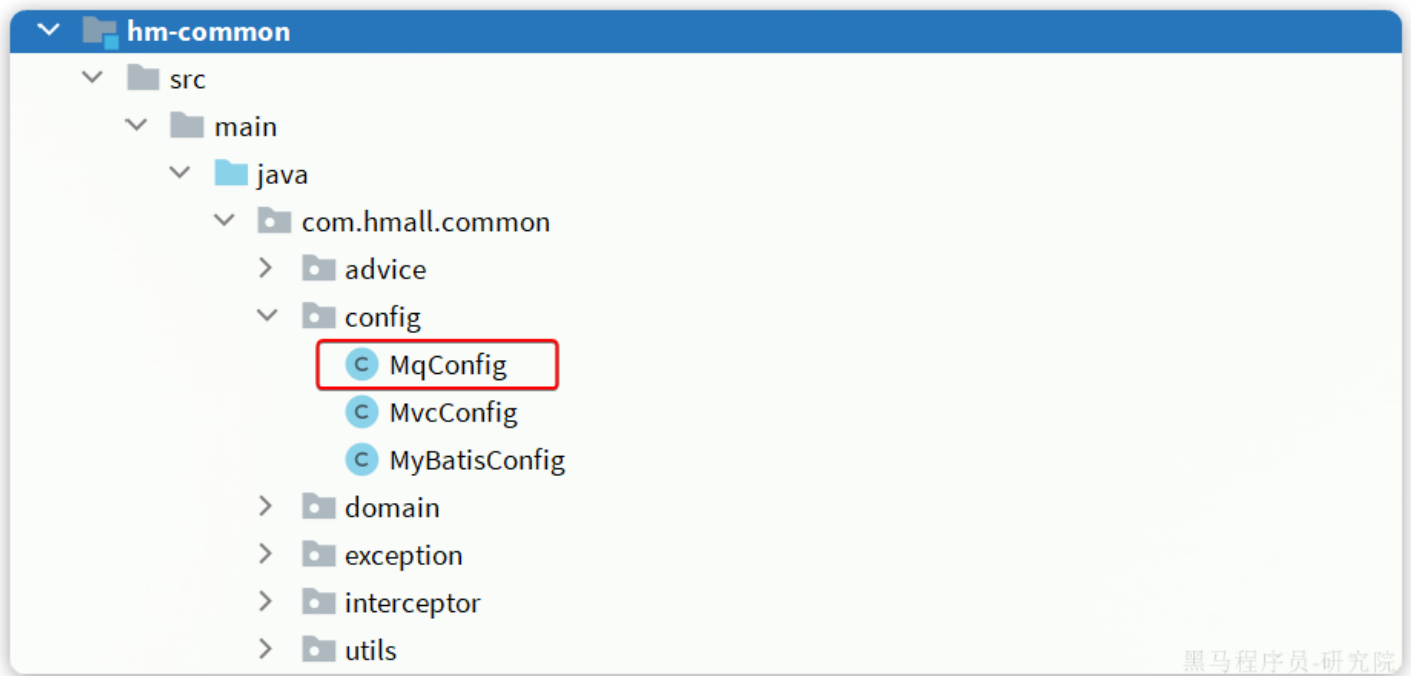 hm-common
src
main
java
com.hmall.common
advice
config
C MqConfig
C MvcConfig
C MyBatisConfig
domain
exception
interceptor
utils
黑马程序员-研究院